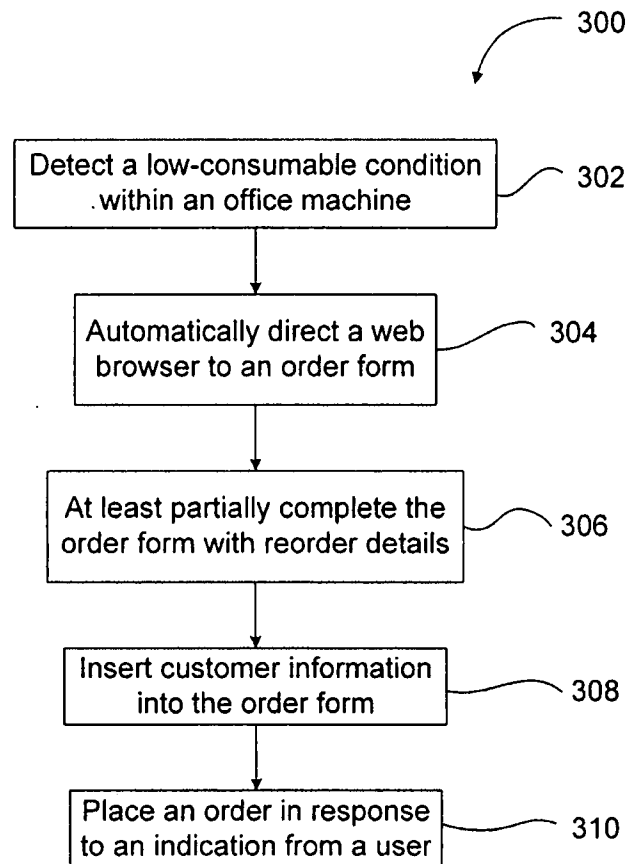 300
Detect a low-consumable condition
within an office machine
302
Automatically direct a web
browser to an order form
304
At least partially complete the
order form with reorder details
306
Insert customer information
into the order form
308
Place an order in response
to an indication from a user
310